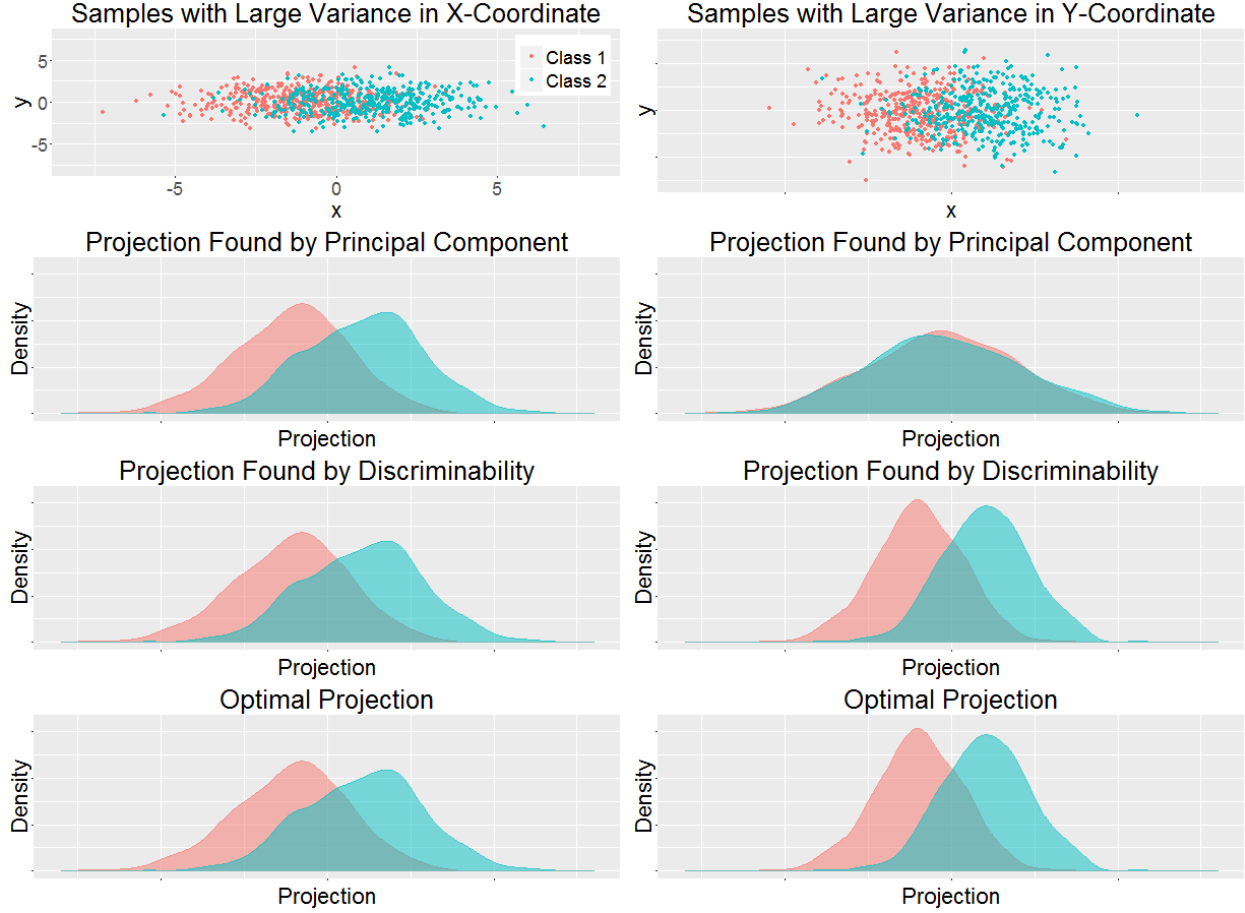 Samples with Large Variance in X-Coordinate
Class 1
Class 2
5
0
-5
y
-5
0
5
x
Samples with Large Variance in Y-Coordinate
y
x
Projection Found by Principal Component
Density
Projection
Projection Found by Principal Component
Density
Projection
Projection Found by Discriminability
Density
Projection
Projection Found by Discriminability
Density
Projection
Optimal Projection
Density
Projection
Optimal Projection
Density
Projection